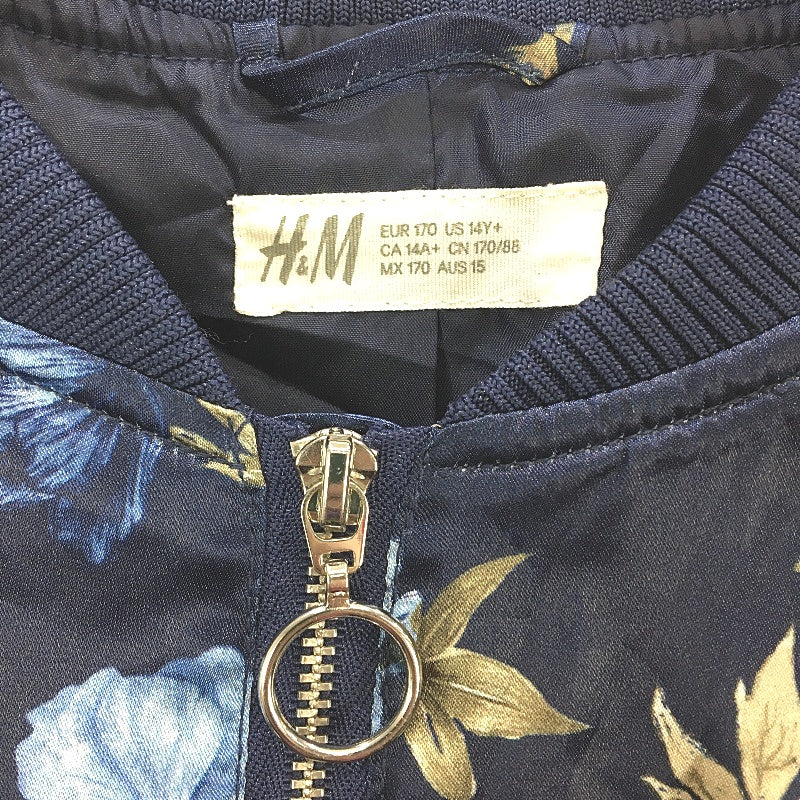 H&M
EUR 170 US 14Y+
CA 14A+ CN 170/88
MX 170 AUS 15